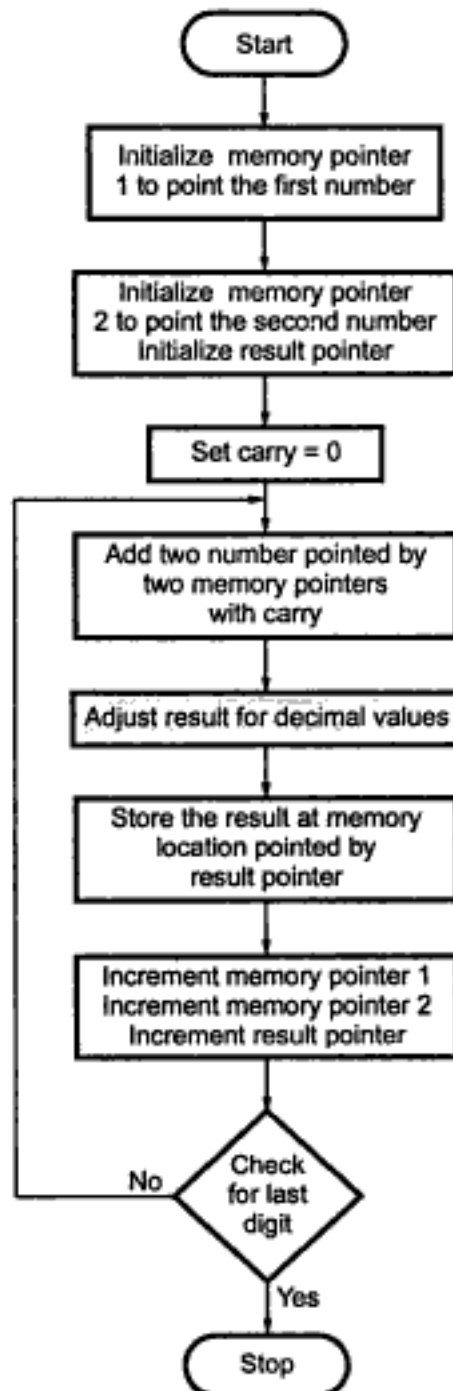 Start
Initialize memory pointer
1 to point the first number
Initialize memory pointer
2 to point the second number
Initialize result pointer
Set carry = 0
Add two number pointed by
two memory pointers
with carry
Adjust result for decimal values
Store the result at memory
location pointed by
result pointer
Increment memory pointer 1
Increment memory pointer 2
Increment result pointer
Check
for last
digit
No
Yes
Stop